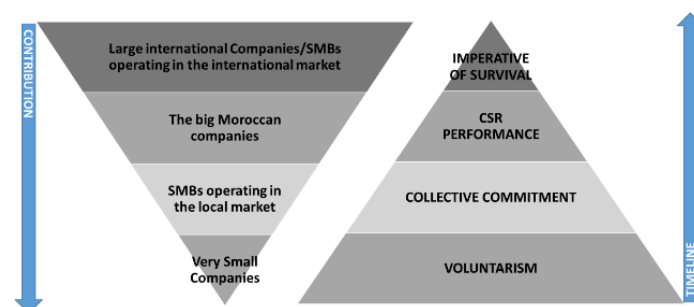 CONTRIBUTION
Large international Companies/SMBs
operating in the international market
The big Moroccan
companies
SMBs operating in
the local market
Very Small
Companies
IMPERATIVE
OF SURVIVAL
CSR
PERFORMANCE
COLLECTIVE COMMITMENT
VOLUNTARISM
TIMELINE